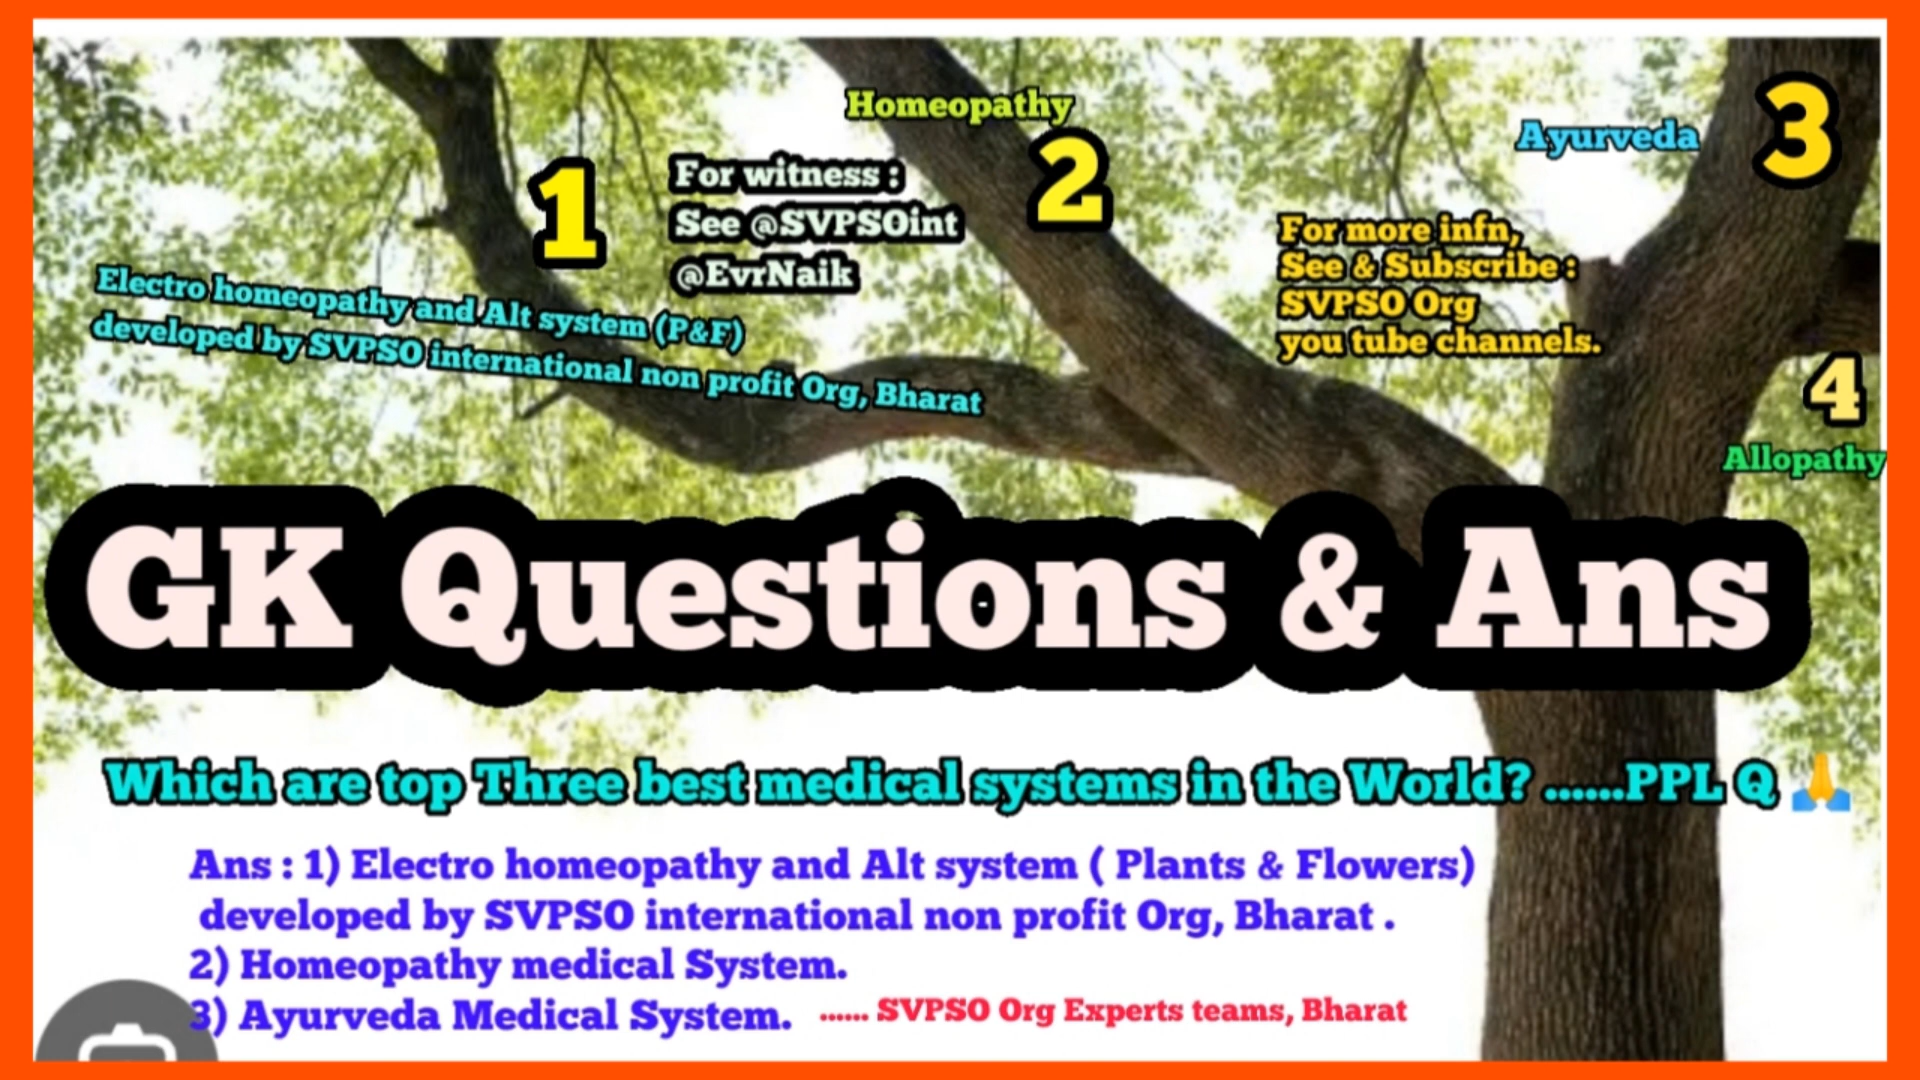 Homeopathy
3
Ayurveda
1
For witness :
See @SVPSOint
@EvrNaik
2
For more infn,
See & Subscribe :
SVPSO Org
you tube channels.
Electro homeopathy and Alt system (P&F)
developed by SVPSO international non profit Org, Bharat
4
Allopathy
GK Questions & Ans
Which are top Three best medical systems in the World? ......PPL Q 🙏
Ans : 1) Electro homeopathy and Alt system ( Plants & Flowers)
developed by SVPSO international non profit Org, Bharat .
2) Homeopathy medical System.
3) Ayurveda Medical System. ...... SVPSO Org Experts teams, Bharat